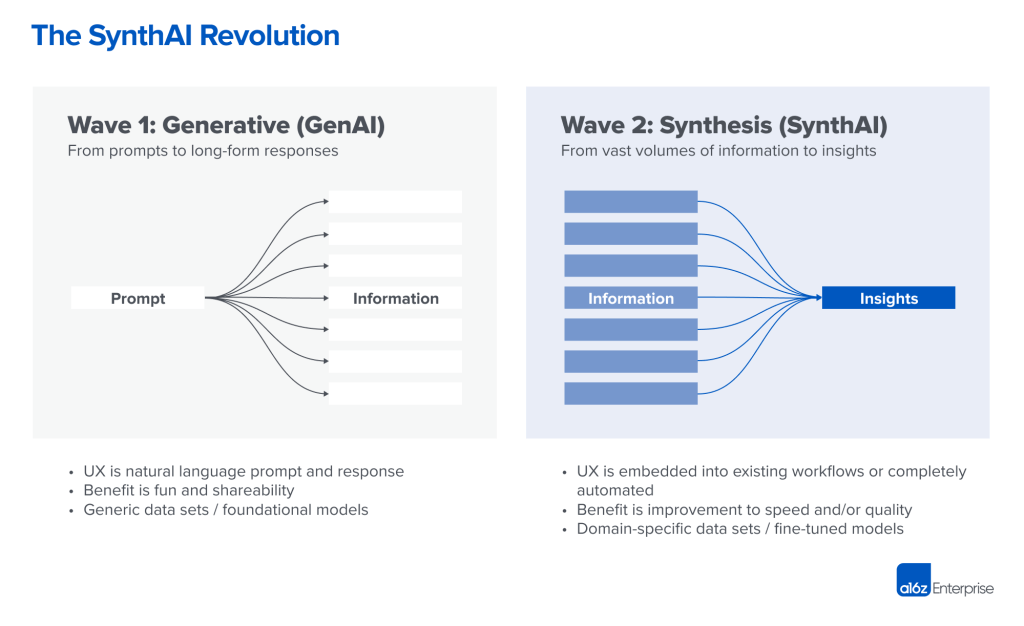 The SynthAI Revolution
Wave 1: Generative (GenAI)
From prompts to long-form responses
Prompt
Information
• UX is natural language prompt and response
• Benefit is fun and shareability
• Generic data sets / foundational models
Wave 2: Synthesis (SynthAI)
From vast volumes of information to insights
Information
Insights
• UX is embedded into existing workflows or completely
automated
• Benefit is improvement to speed and/or quality
• Domain-specific data sets / fine-tuned models
a16z Enterprise